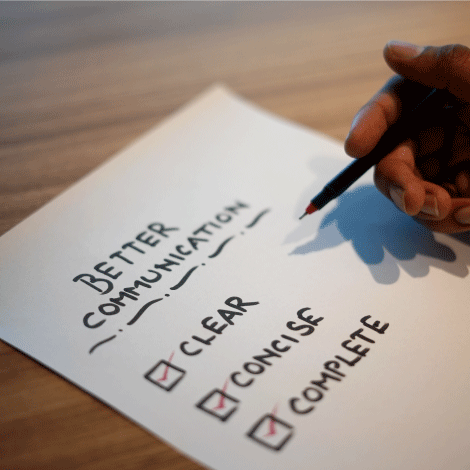 BETTER
COMMUNICATION
CLEAR
CONCISE
COMPLETE